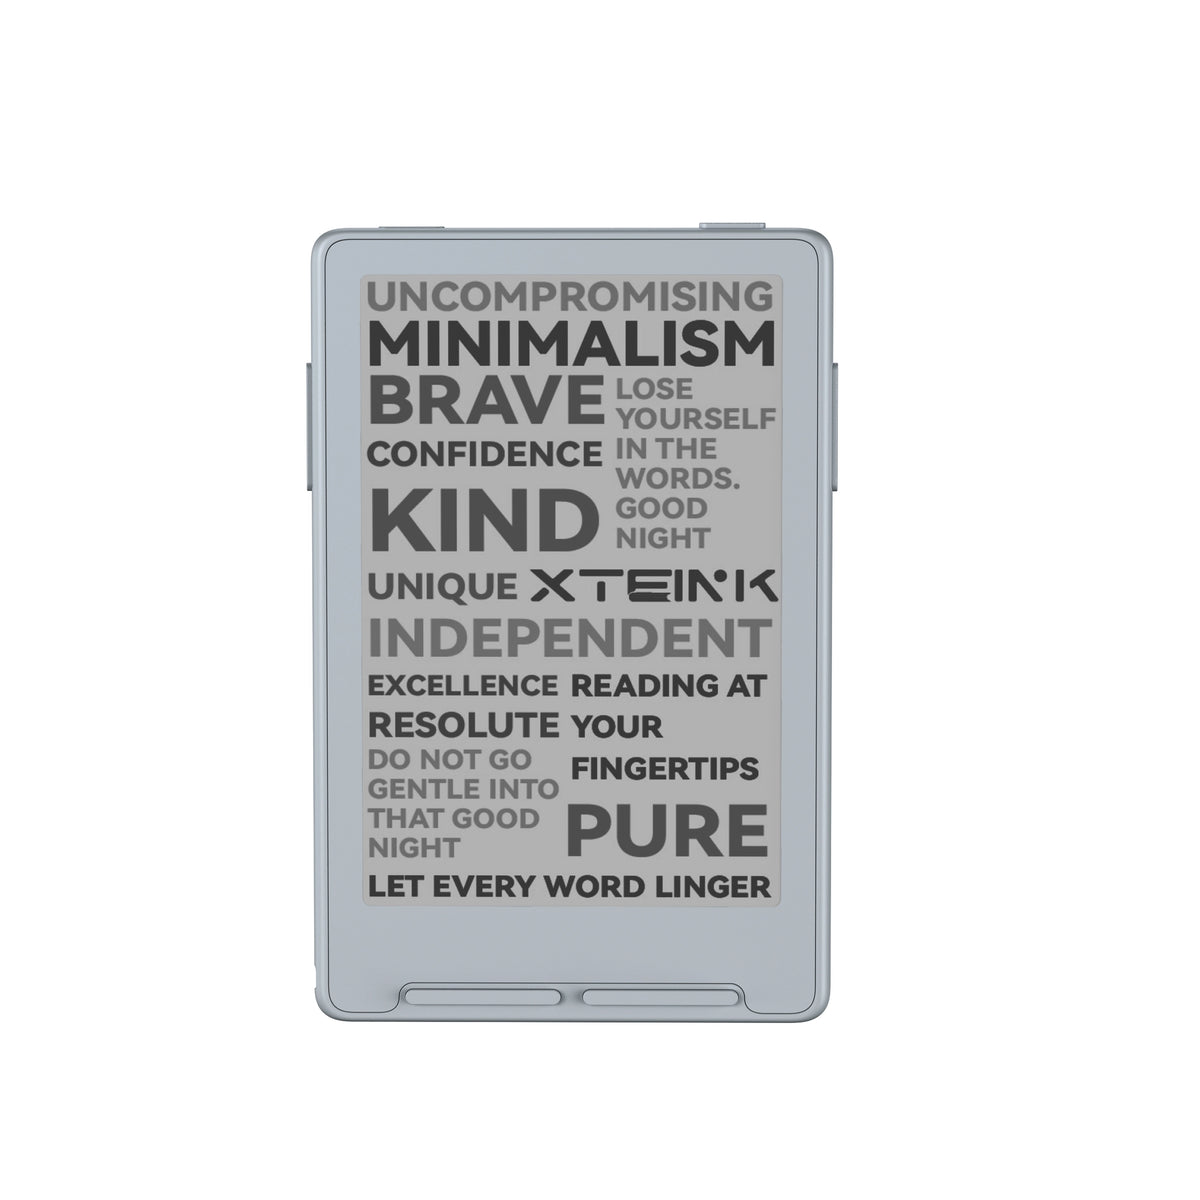 UNCOMPROMISING
MINIMALISM
BRAVE
CONFIDENCE
KIND
LOSE
YOURSELF
IN THE
WORDS.
GOOD
NIGHT
UNIQUE XTEINK
INDEPENDENT
EXCELLENCE
RESOLUTE
DO NOT GO
GENTLE INTO
THAT GOOD
NIGHT
READING AT
YOUR
FINGERTIPS
PURE
LET EVERY WORD LINGER